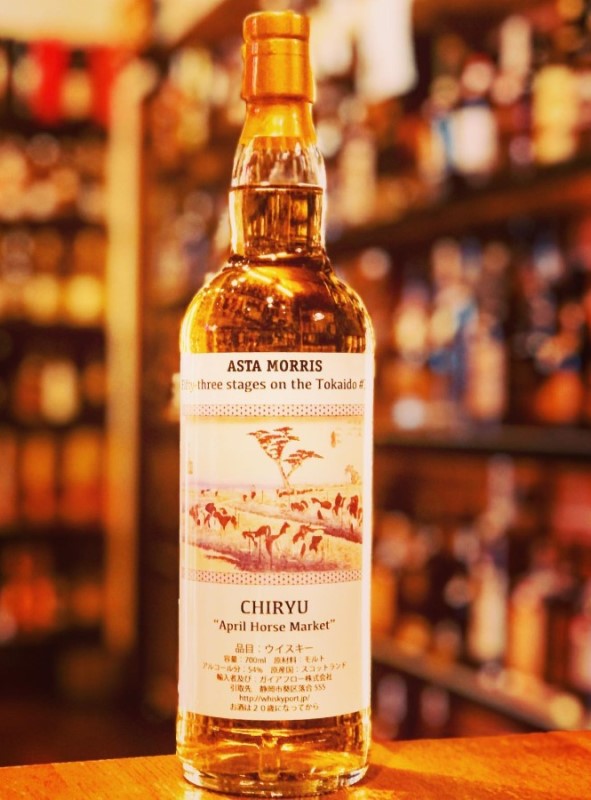 ASTA MORRIS
Fifty-three stages on the Tokaido #
CHIRYU
"April Horse Market"
品目：ウイスキー
容量：700ml 原材料：モルト
アルコール分：54% 原産国：スコットランド
輸入者及び：ガイアフロー株式会社
引取先 静岡市葵区落合555
http://whiskyport.jp/
お酒は２０歳になってから